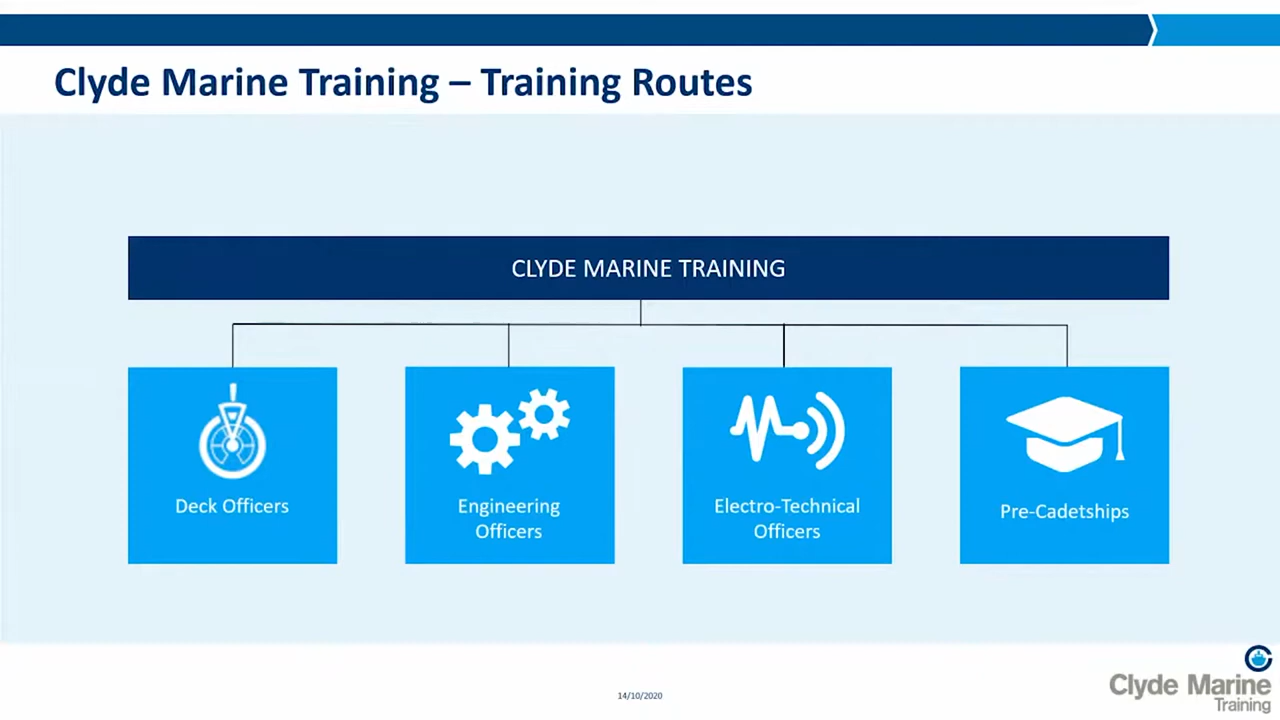 Clyde Marine Training – Training Routes
CLYDE MARINE TRAINING
Deck Officers
Engineering
Officers
Electro-Technical
Officers
Pre-Cadetships
14/10/2020
Clyde Marine
Training